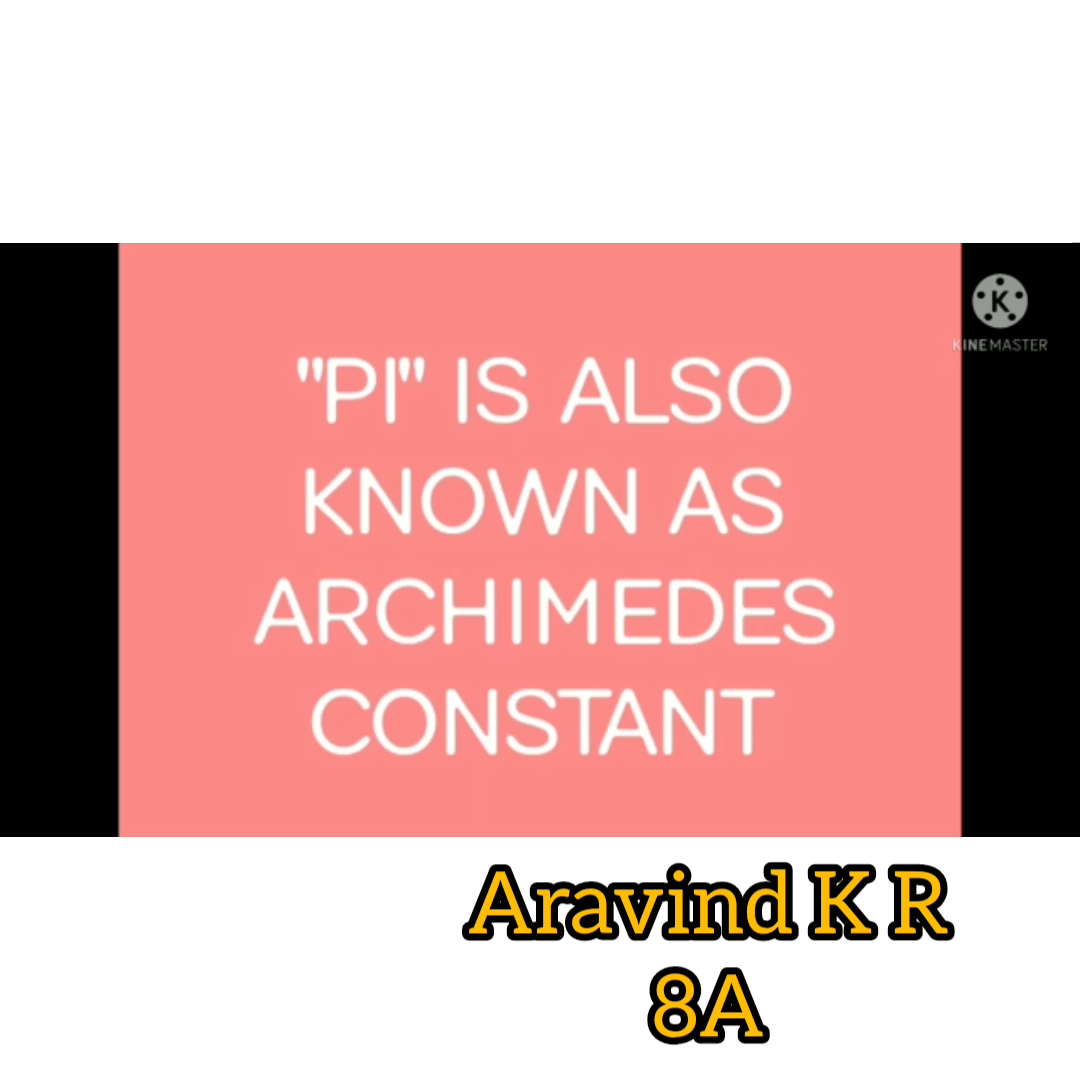 "PI" IS ALSO
KNOWN AS
ARCHIMEDES
CONSTANT
K
KINEMASTER
Aravind K R
8A